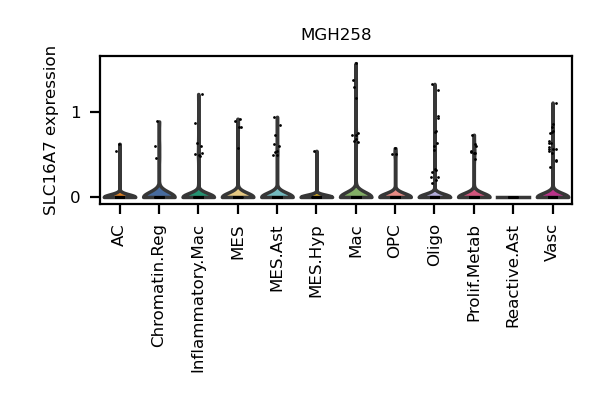 MGH258
SLC16A7 expression
1
0
AC
Chromatin.Reg
Inflammatory.Mac
MES
MES.Ast
MES.Hyp
Mac
OPC
Oligo
Prolif.Metab
Reactive.Ast
Vasc